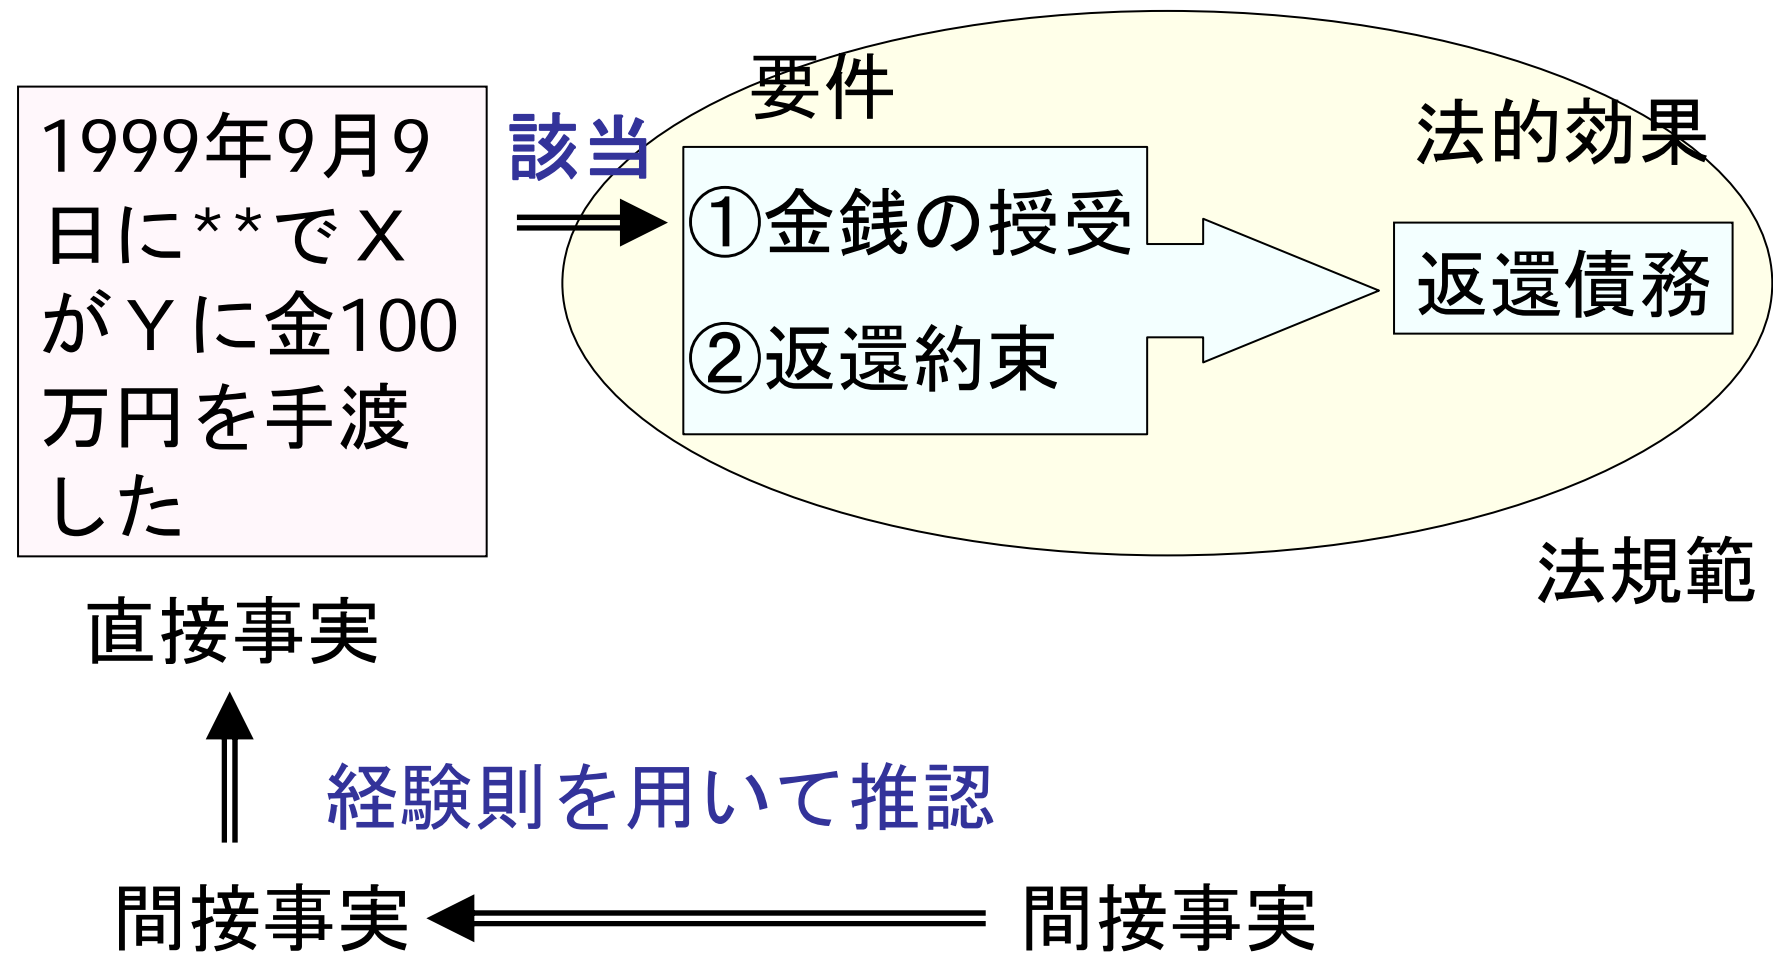 要件
法的効果
1999年9月9
日に**でX
がYに金100
万円を手渡
した
該当
①金銭の授受
②返還約束
返還債務
法規範
直接事実
経験則を用いて推認
間接事実
間接事実